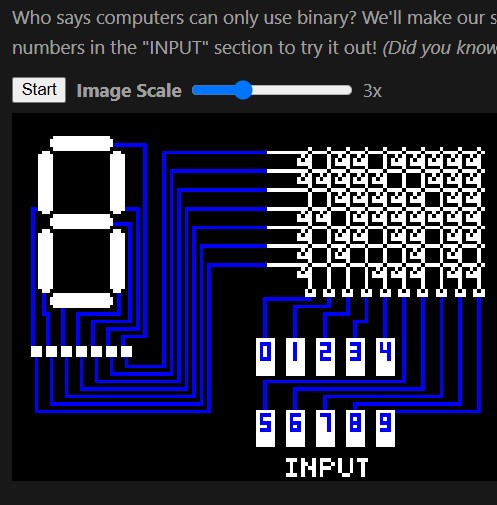 Who says computers can only use binary? We'll make our s
numbers in the "INPUT" section to try it out! (Did you know
Start Image Scale 3x
0 1 2 3 4
5 6 7 8 9
INPUT